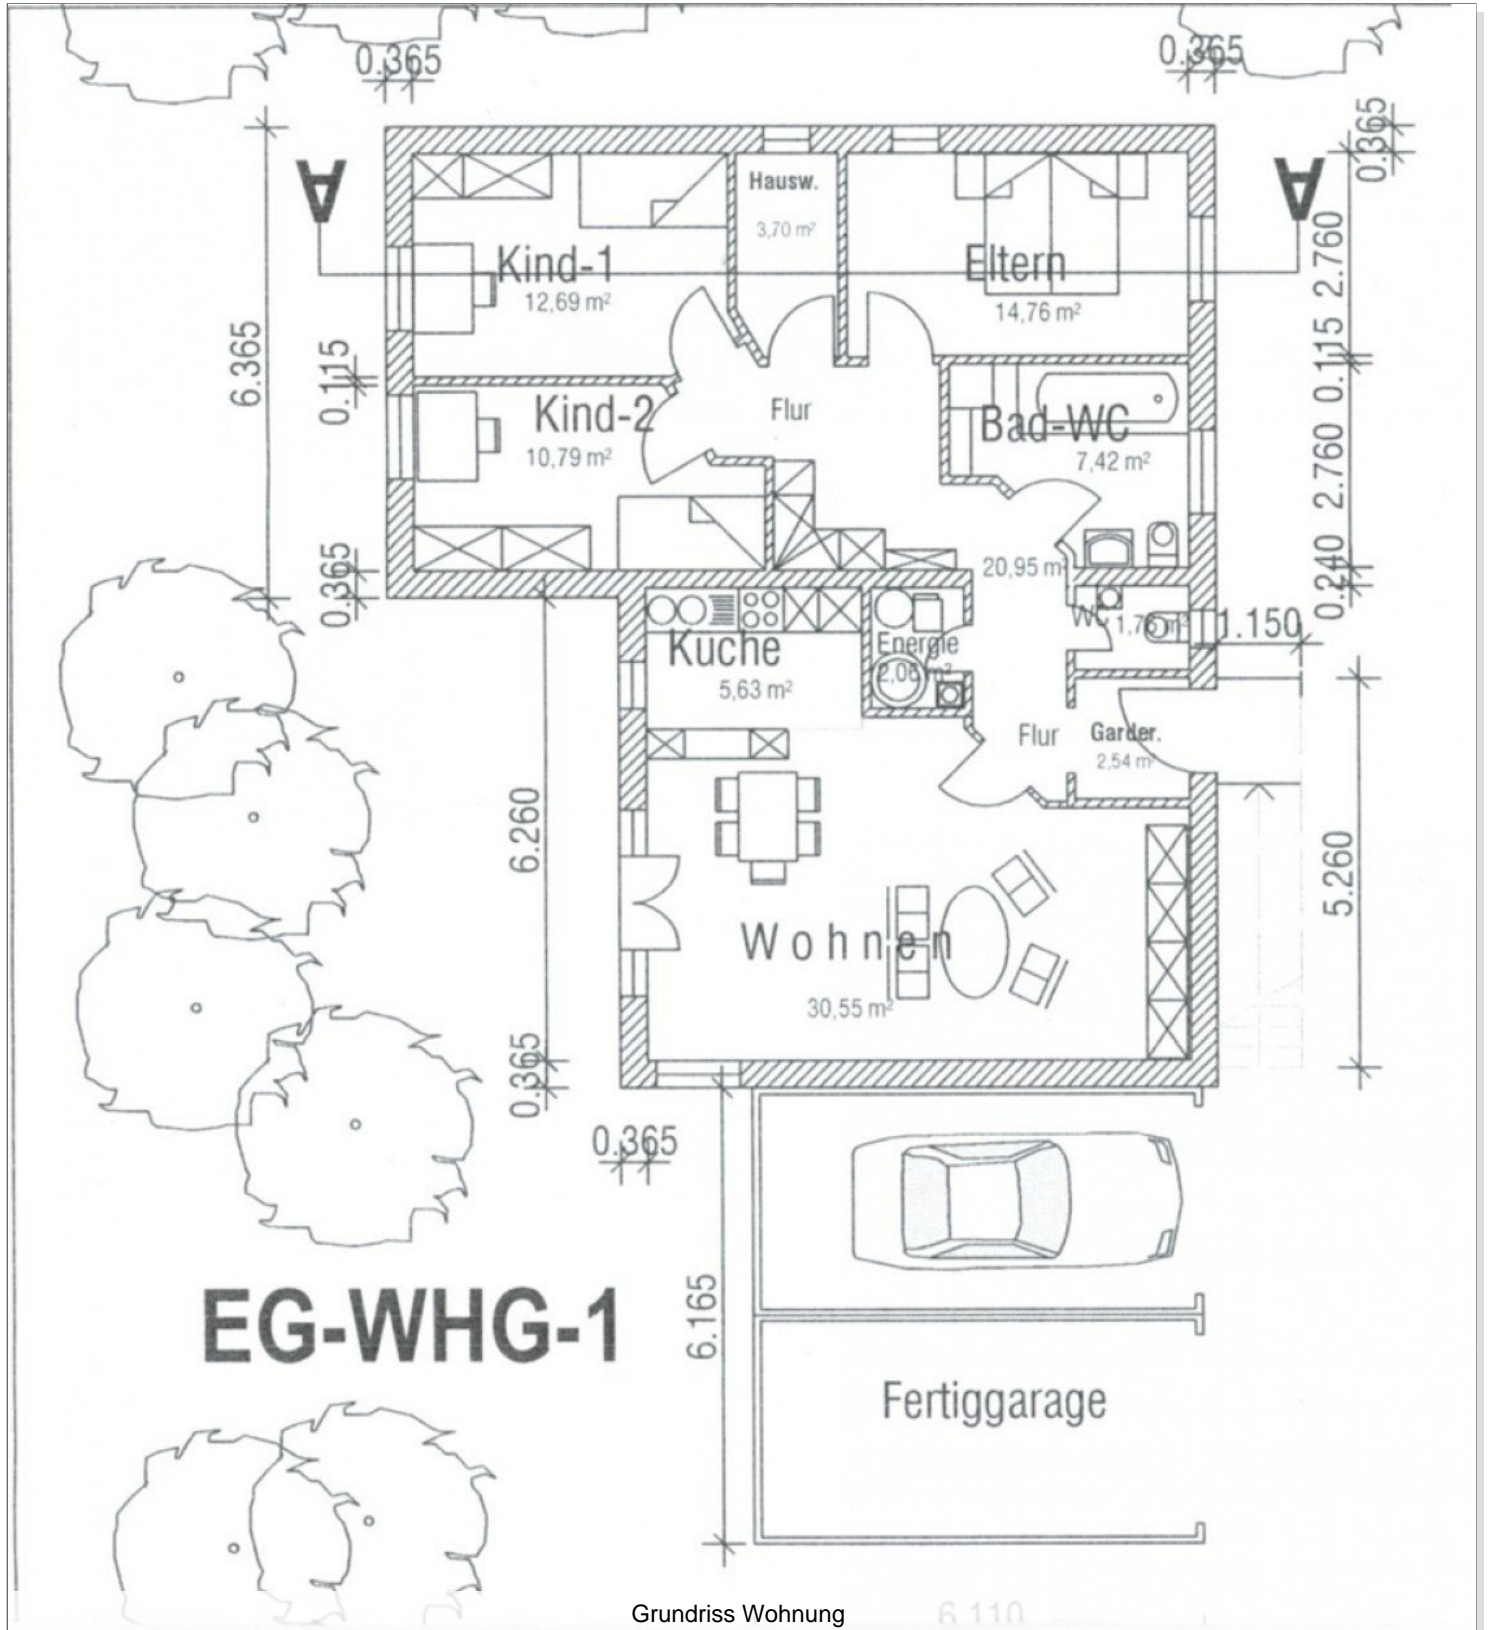 0.365
0.365
0.365
A
A
Hausw.
3,70 m²
Kind-1
12,69 m²
Eltern
14,76 m²
2.760
6.365
0.115
0.115
Kind-2
10,79 m²
Flur
Bad-WC
7,42 m²
2.760
0.365
20,95 m²
0.240
Küche
5,63 m²
Energie
2,06 m²
WC 1,76 m²
1.150
Flur
Garder.
2,54 m²
6.260
5.260
Wohnen
30,55 m²
0.365
0.365
6.165
EG-WHG-1
Fertiggarage
Grundriss Wohnung
6.110